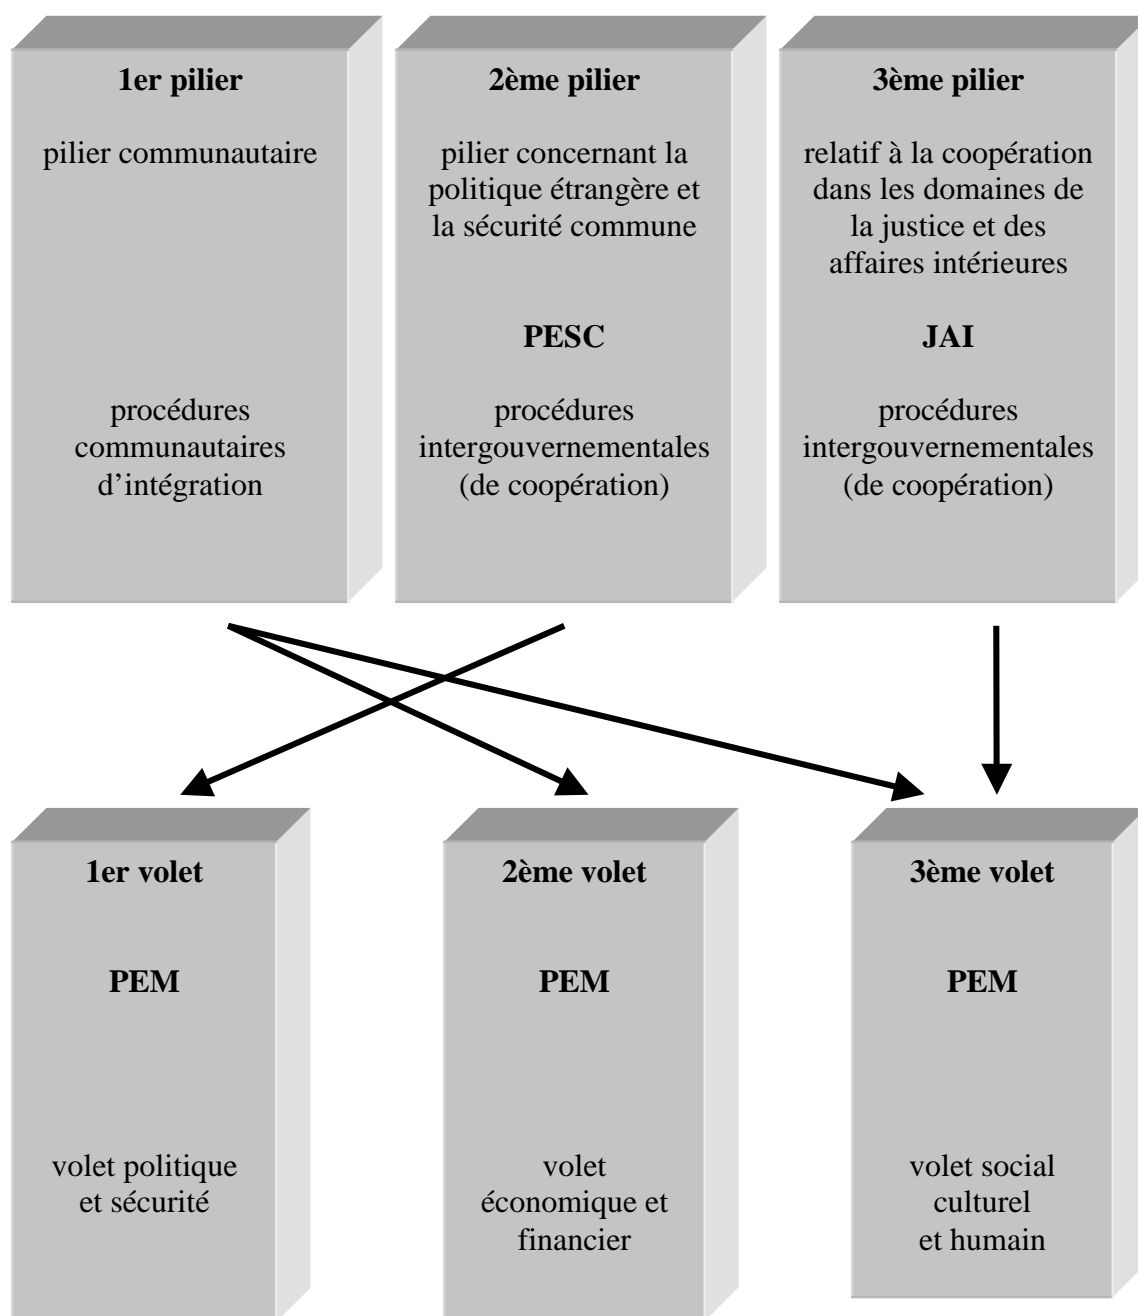 1er pilier
pilier communautaire
procédures
communautaires
d’intégration
2ème pilier
pilier concernant la
politique étrangère et
la sécurité commune
PESC
procédures
intergouvernementales
(de coopération)
3ème pilier
relatif à la coopération
dans les domaines de
la justice et des
affaires intérieures
JAI
procédures
intergouvernementales
(de coopération)
1er volet
PEM
volet politique
et sécurité
2ème volet
PEM
volet
économique et
financier
3ème volet
PEM
volet social
culturel
et humain